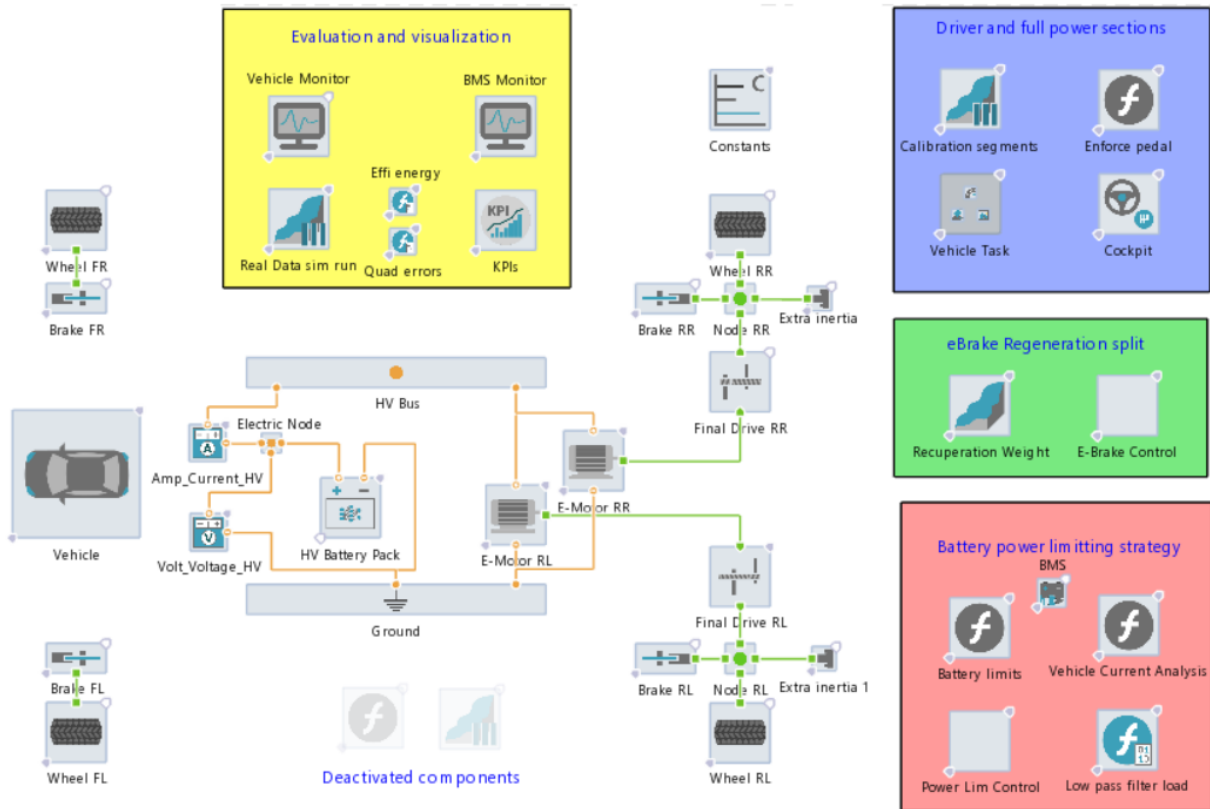 Evaluation and visualization
Vehicle Monitor
BMS Monitor
Effi energy
Real Data sim run
Quad errors
KPI
KPIs
C
Constants
Driver and full power sections
Calibration segments
Enforce pedal
Vehicle Task
Cockpit
Wheel FR
Brake FR
Wheel RR
Brake RR
Node RR
Extra inertia
Final Drive RR
eBrake Regeneration split
Recuperation Weight
E-Brake Control
HV Bus
Electric Node
A
Amp_Current_HV
V
Volt_Voltage_HV
+ -
HV Battery Pack
E-Motor RR
E-Motor RL
Vehicle
Ground
Final Drive RL
Battery power limitting strategy
BMS
Battery limits
Vehicle Current Analysis
Power Lim Control
Low pass filter load
Brake FL
Wheel FL
Brake RL
Node RL
Extra inertia 1
Wheel RL
Deactivated components